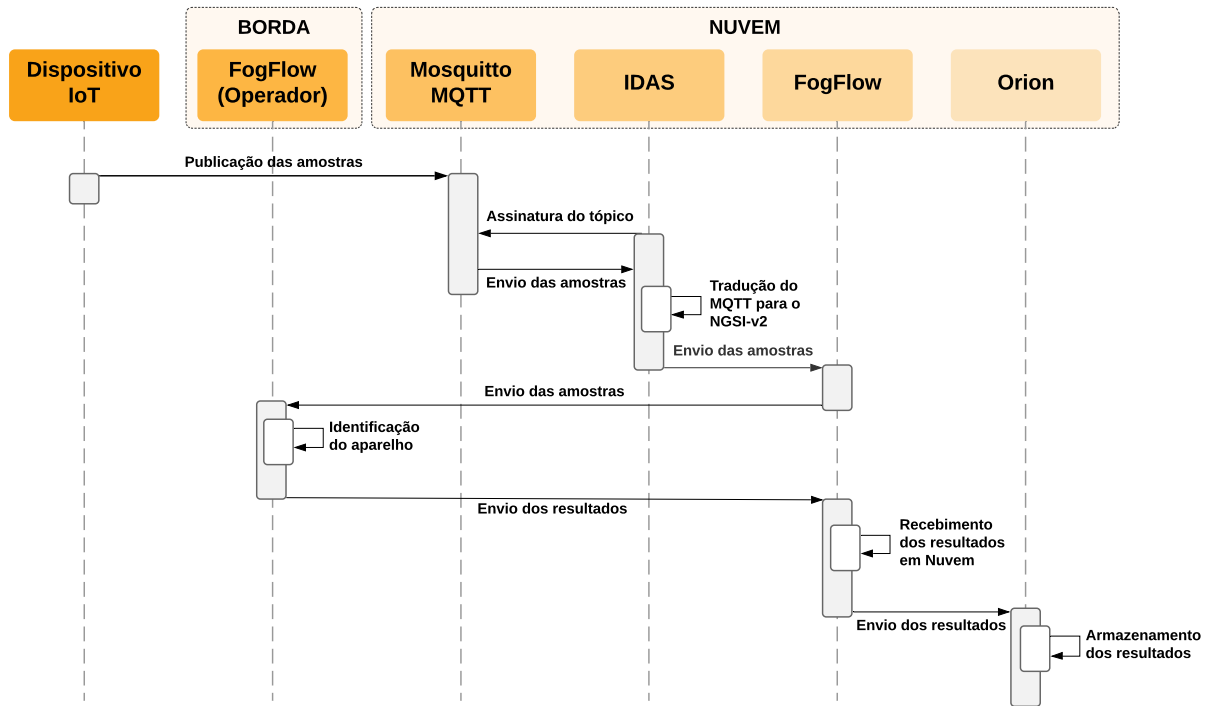 BORDA
NUVEM
Dispositivo
IoT
FogFlow
(Operador)
Mosquitto
MQTT
IDAS
FogFlow
Orion
Publicação das amostras
Assinatura do tópico
Envio das amostras
Tradução do
MQTT para o
NGSI-v2
Envio das amostras
Envio das amostras
Identificação
do aparelho
Envio dos resultados
Recebimento
dos resultados
em Nuvem
Envio dos resultados
Armazenamento
dos resultados